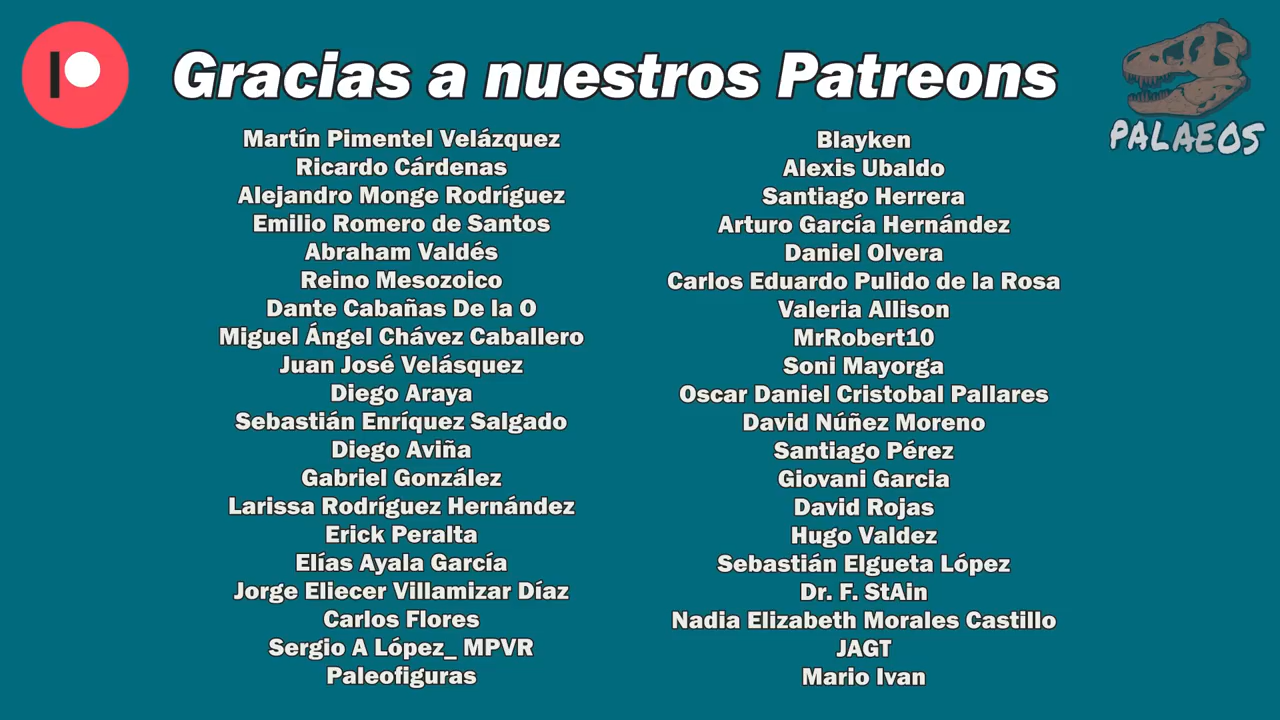 Gracias a nuestros Patreons
PALAEOS
Martín Pimentel Velázquez
Ricardo Cárdenas
Alejandro Monge Rodríguez
Emilio Romero de Santos
Abraham Valdés
Reino Mesozoico
Dante Cabañas De la O
Miguel Ángel Chávez Caballero
Juan José Velásquez
Diego Araya
Sebastián Enríquez Salgado
Diego Aviña
Gabriel González
Larissa Rodríguez Hernández
Erick Peralta
Elías Ayala García
Jorge Eliecer Villamizar Díaz
Carlos Flores
Sergio A López_ MPVR
Paleofiguras
Blayken
Alexis Ubaldo
Santiago Herrera
Arturo García Hernández
Daniel Olvera
Carlos Eduardo Pulido de la Rosa
Valeria Allison
MrRobert10
Soni Mayorga
Oscar Daniel Cristobal Pallares
David Núñez Moreno
Santiago Pérez
Giovani Garcia
David Rojas
Hugo Valdez
Sebastián Elgueta López
Dr. F. StAin
Nadia Elizabeth Morales Castillo
JAGT
Mario Ivan